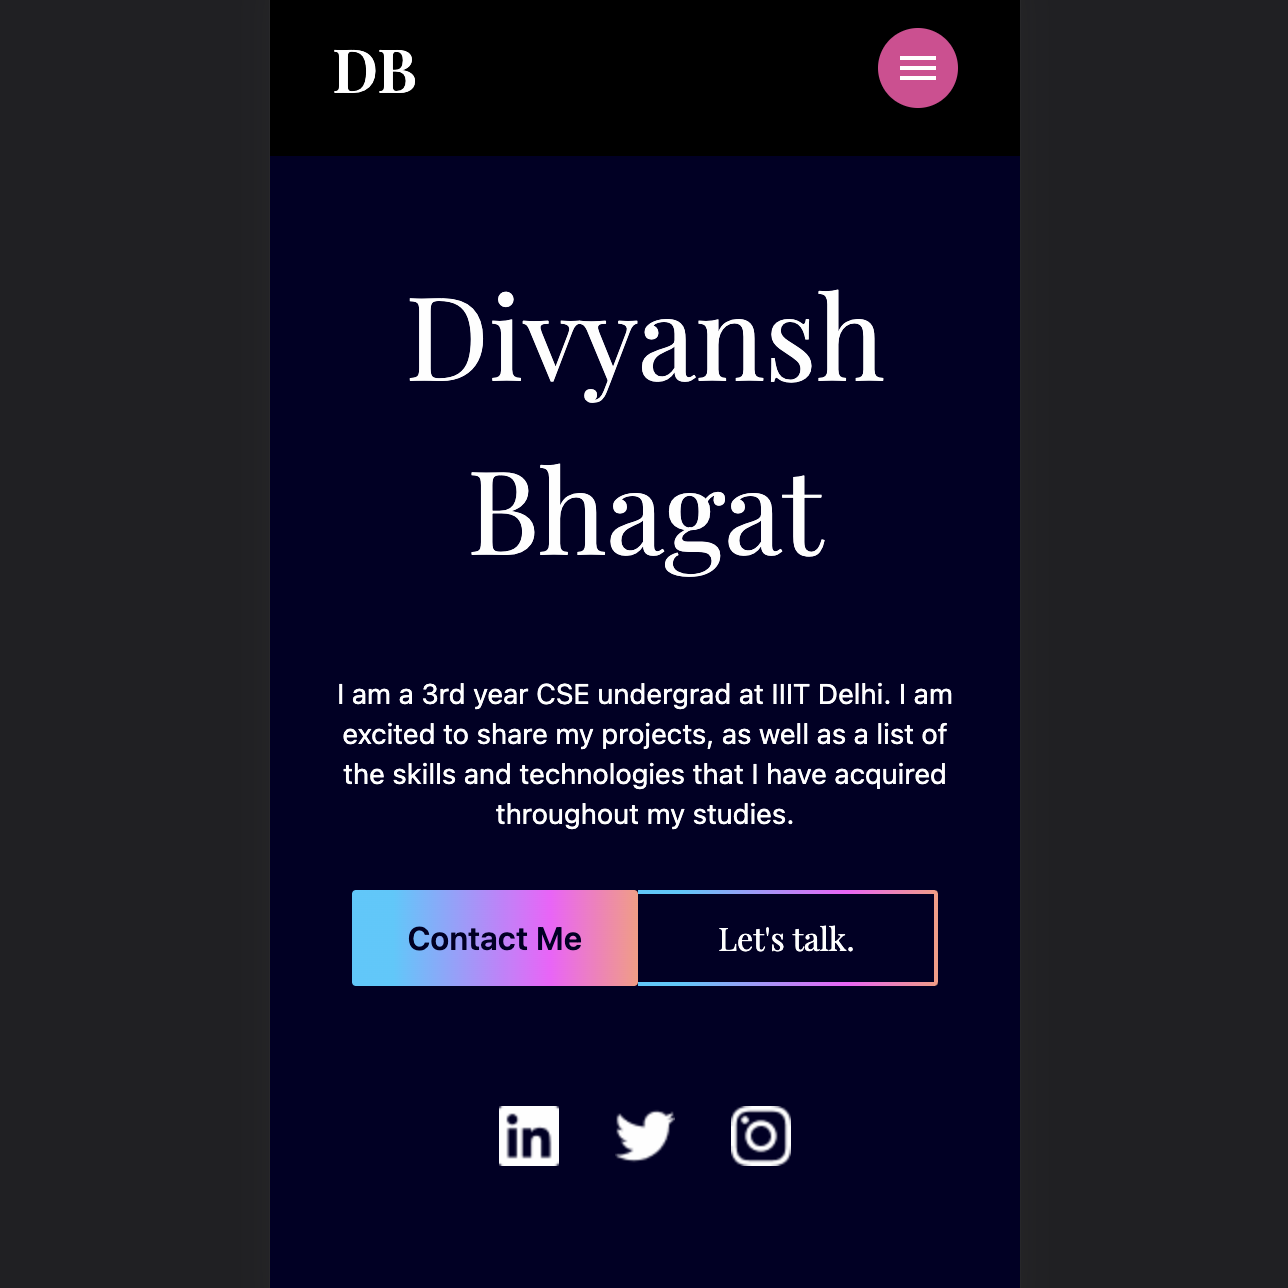 DB
Divyansh
Bhagat
I am a 3rd year CSE undergrad at IIIT Delhi. I am
excited to share my projects, as well as a list of
the skills and technologies that I have acquired
throughout my studies.
Contact Me
Let's talk.
in